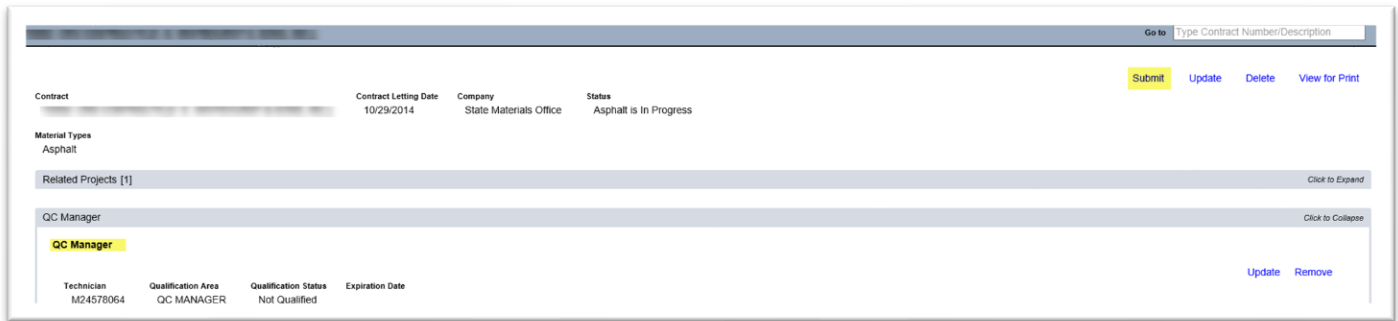 Go to Type Contract Number/Description
Submit Update Delete View for Print
Contract Contract Letting Date Company Status
10/29/2014 State Materials Office Asphalt is In Progress
Material Types
Asphalt
Related Projects [1] Click to Expand
QC Manager Click to Collapse
QC Manager
Update Remove
Technician Qualification Area Qualification Status Expiration Date
M24578064 QC MANAGER Not Qualified